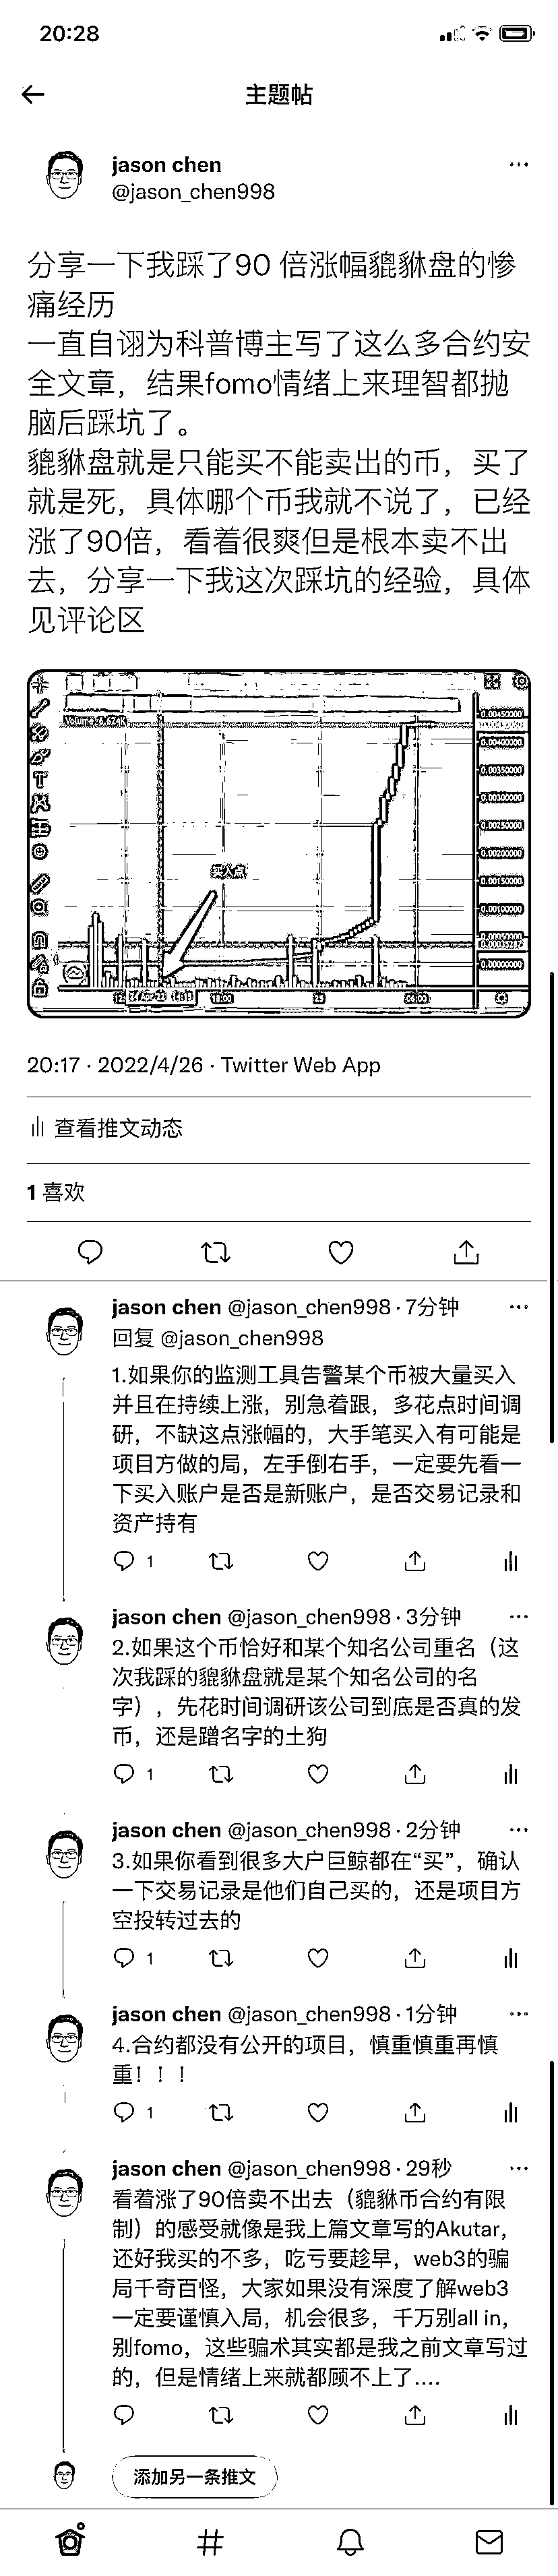 20:28
主题帖
jason chen
@jason_chen998
分享一下我踩了90 倍涨幅貔貅盘的惨
痛经历
一直自诩为科普博主写了这么多合约安
全文章，结果fomo情绪上来理智都抛
脑后踩坑了。
貔貅盘就是只能买不能卖出的币，买了
就是死，具体哪个币我就不说了，已经
涨了90倍，看着很爽但是根本卖不出
去，分享一下我这次踩坑的经验，具体
见评论区
买入点
18:00
20:17 · 2022/4/26 · Twitter Web App
查看推文动态
1 喜欢
jason chen @jason_chen998 · 7分钟
回复 @jason_chen998
1.如果你的监测工具告警某个币被大量买入
并且在持续上涨，别急着跟，多花点时间调
研，不缺这点涨幅的，大手笔买入有可能是
项目方做的局，左手倒右手，一定要先看一
下买入账户是否是新账户，是否交易记录和
资产持有
1
jason chen @jason_chen998 · 3分钟
2.如果这个币恰好和某个知名公司重名（这
次我踩的貔貅盘就是某个知名公司的名
字），先花时间调研该公司到底是否真的发
币，还是蹭名字的土狗
1
jason chen @jason_chen998 · 2分钟
3.如果你看到很多大户巨鲸都在“买”，确认
一下交易记录是他们自己买的，还是项目方
空投转过去的
1
jason chen @jason_chen998 · 1分钟
4.合约都没有公开的项目，慎重慎重再慎
重！！！
1
jason chen @jason_chen998 · 29秒
看着涨了90倍卖不出去（貔貅币合约有限
制）的感受就像是我上篇文章写的Akutar，
还好我买的不多，吃亏要趁早，web3的骗
局千奇百怪，大家如果没有深度了解web3
一定要谨慎入局，机会很多，千万别all in，
别fomo，这些骗术其实都是我之前文章写过
的，但是情绪上来就都顾不上了....
添加另一条推文